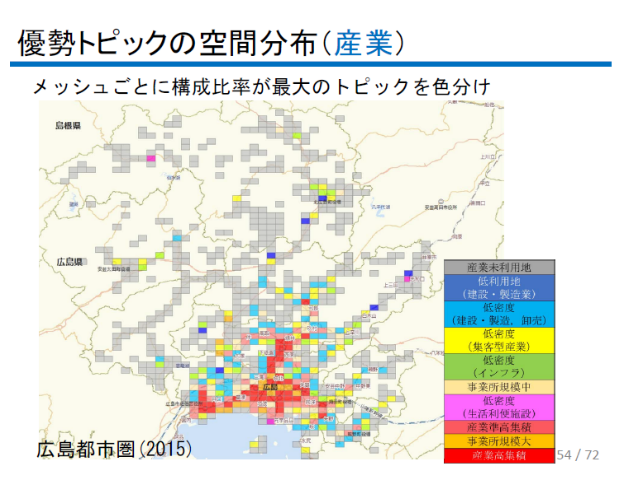 優勢トピックの空間分布(産業)
メッシュごとに構成比率が最大のトピックを色分け
島根県
広島県
広島
産業未利用地
低利用地
(建設・製造業)
低密度
(建設・製造，卸売)
低密度
(集客型産業)
低密度
(インフラ)
事業所規模中
低密度
(生活利便施設)
産業準高集積
事業所規模大
産業高集積
広島都市圏(2015)
54 / 72